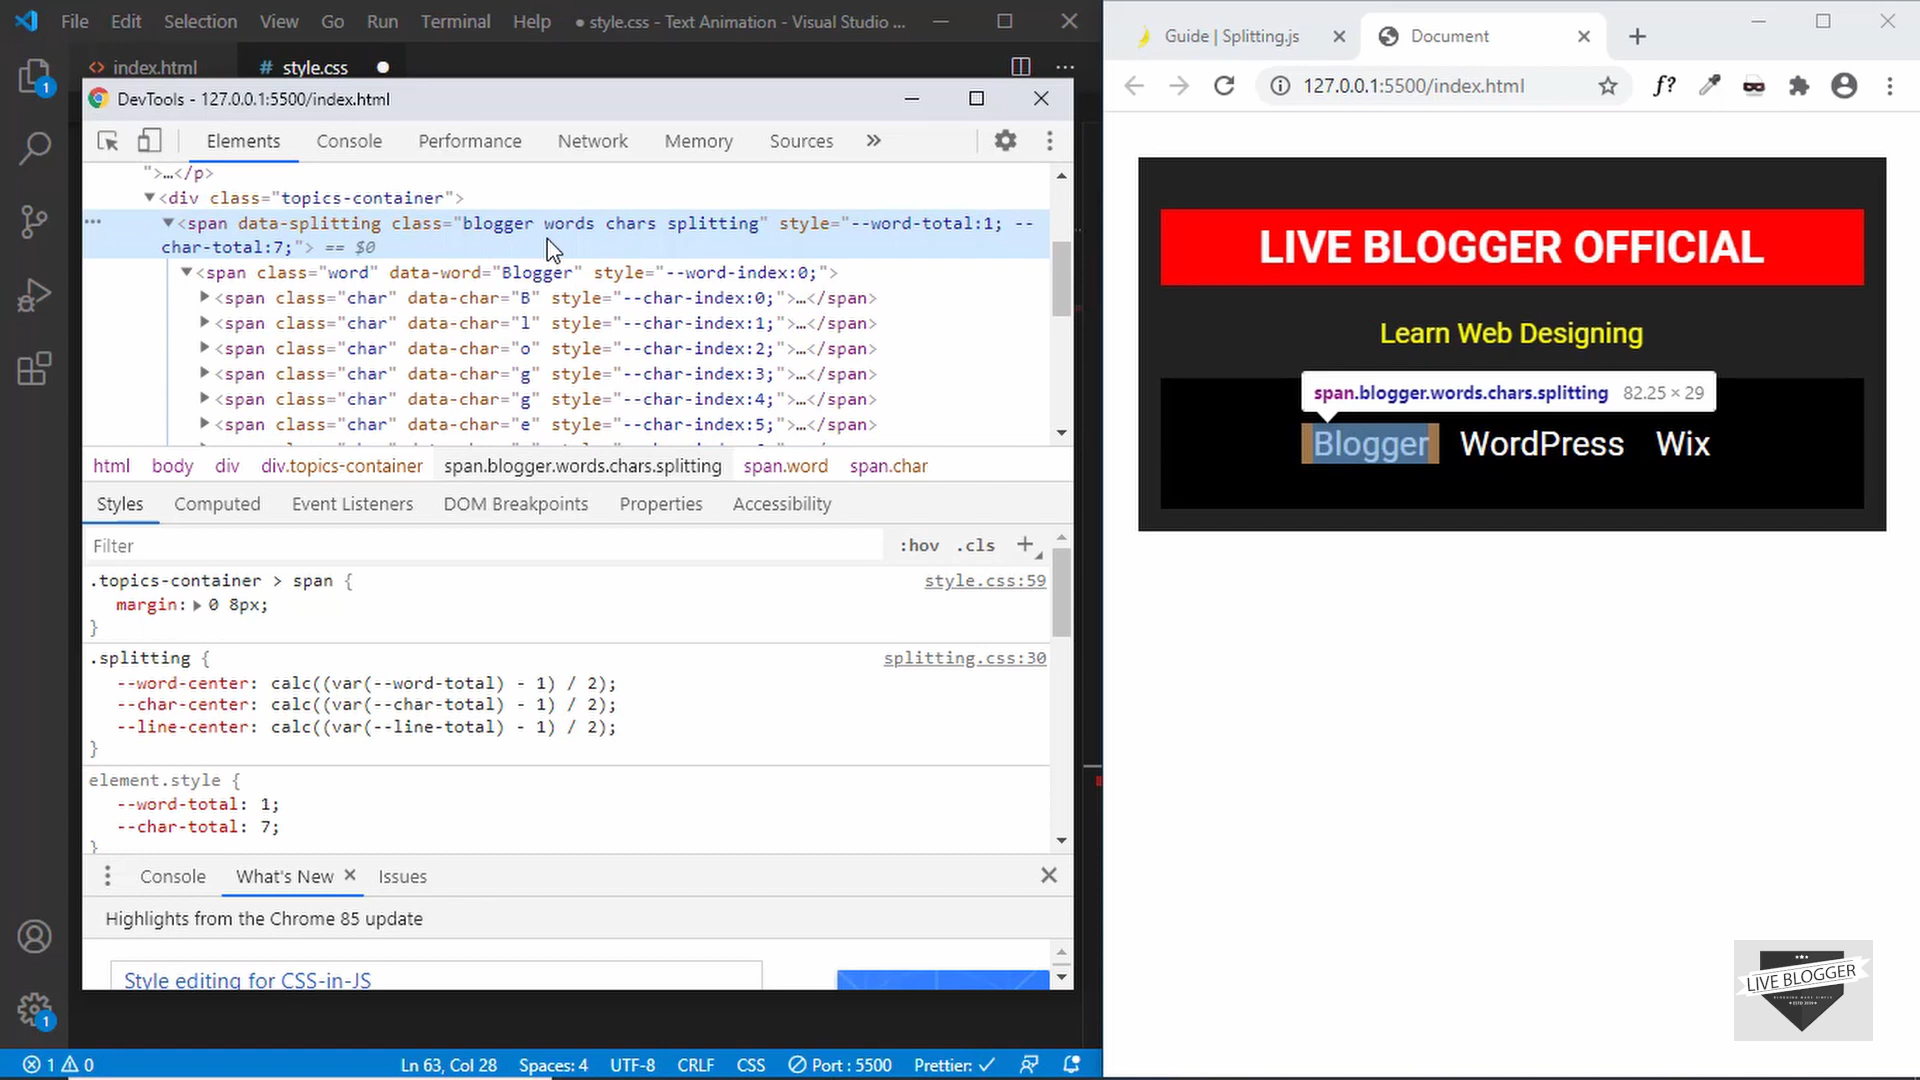 File Edit Selection View Go Run Terminal Help ● style.css - Text Animation - Visual Studio ...
<> index.html # style.css ●
1
DevTools - 127.0.0.1:5500/index.html
Elements Console Performance Network Memory Sources »
">…</p>
▼<div class="topics-container">
… ▼<span data-splitting class="blogger words chars splitting" style="--word-total:1; --
char-total:7;"> == $0
▼<span class="word" data-word="Blogger" style="--word-index:0;">
▶<span class="char" data-char="B" style="--char-index:0;">…</span>
▶<span class="char" data-char="l" style="--char-index:1;">…</span>
▶<span class="char" data-char="o" style="--char-index:2;">…</span>
▶<span class="char" data-char="g" style="--char-index:3;">…</span>
▶<span class="char" data-char="g" style="--char-index:4;">…</span>
▶<span class="char" data-char="e" style="--char-index:5;">…</span>
html body div div.topics-container span.blogger.words.chars.splitting span.word span.char
Styles Computed Event Listeners DOM Breakpoints Properties Accessibility
Filter :hov .cls +
.topics-container > span { style.css:59
margin: ▶ 0 8px;
}
.splitting { splitting.css:30
--word-center: calc((var(--word-total) - 1) / 2);
--char-center: calc((var(--char-total) - 1) / 2);
--line-center: calc((var(--line-total) - 1) / 2);
}
element.style {
--word-total: 1;
--char-total: 7;
}
Console What's New × Issues
Highlights from the Chrome 85 update
Style editing for CSS-in-JS
1
1 0 Ln 63, Col 28 Spaces: 4 UTF-8 CRLF CSS Port : 5500 Prettier: ✓
Guide | Splitting.js Document
127.0.0.1:5500/index.html f?
LIVE BLOGGER OFFICIAL
Learn Web Designing
span.blogger.words.chars.splitting 82.25 × 29
Blogger WordPress Wix
LIVE BLOGGER